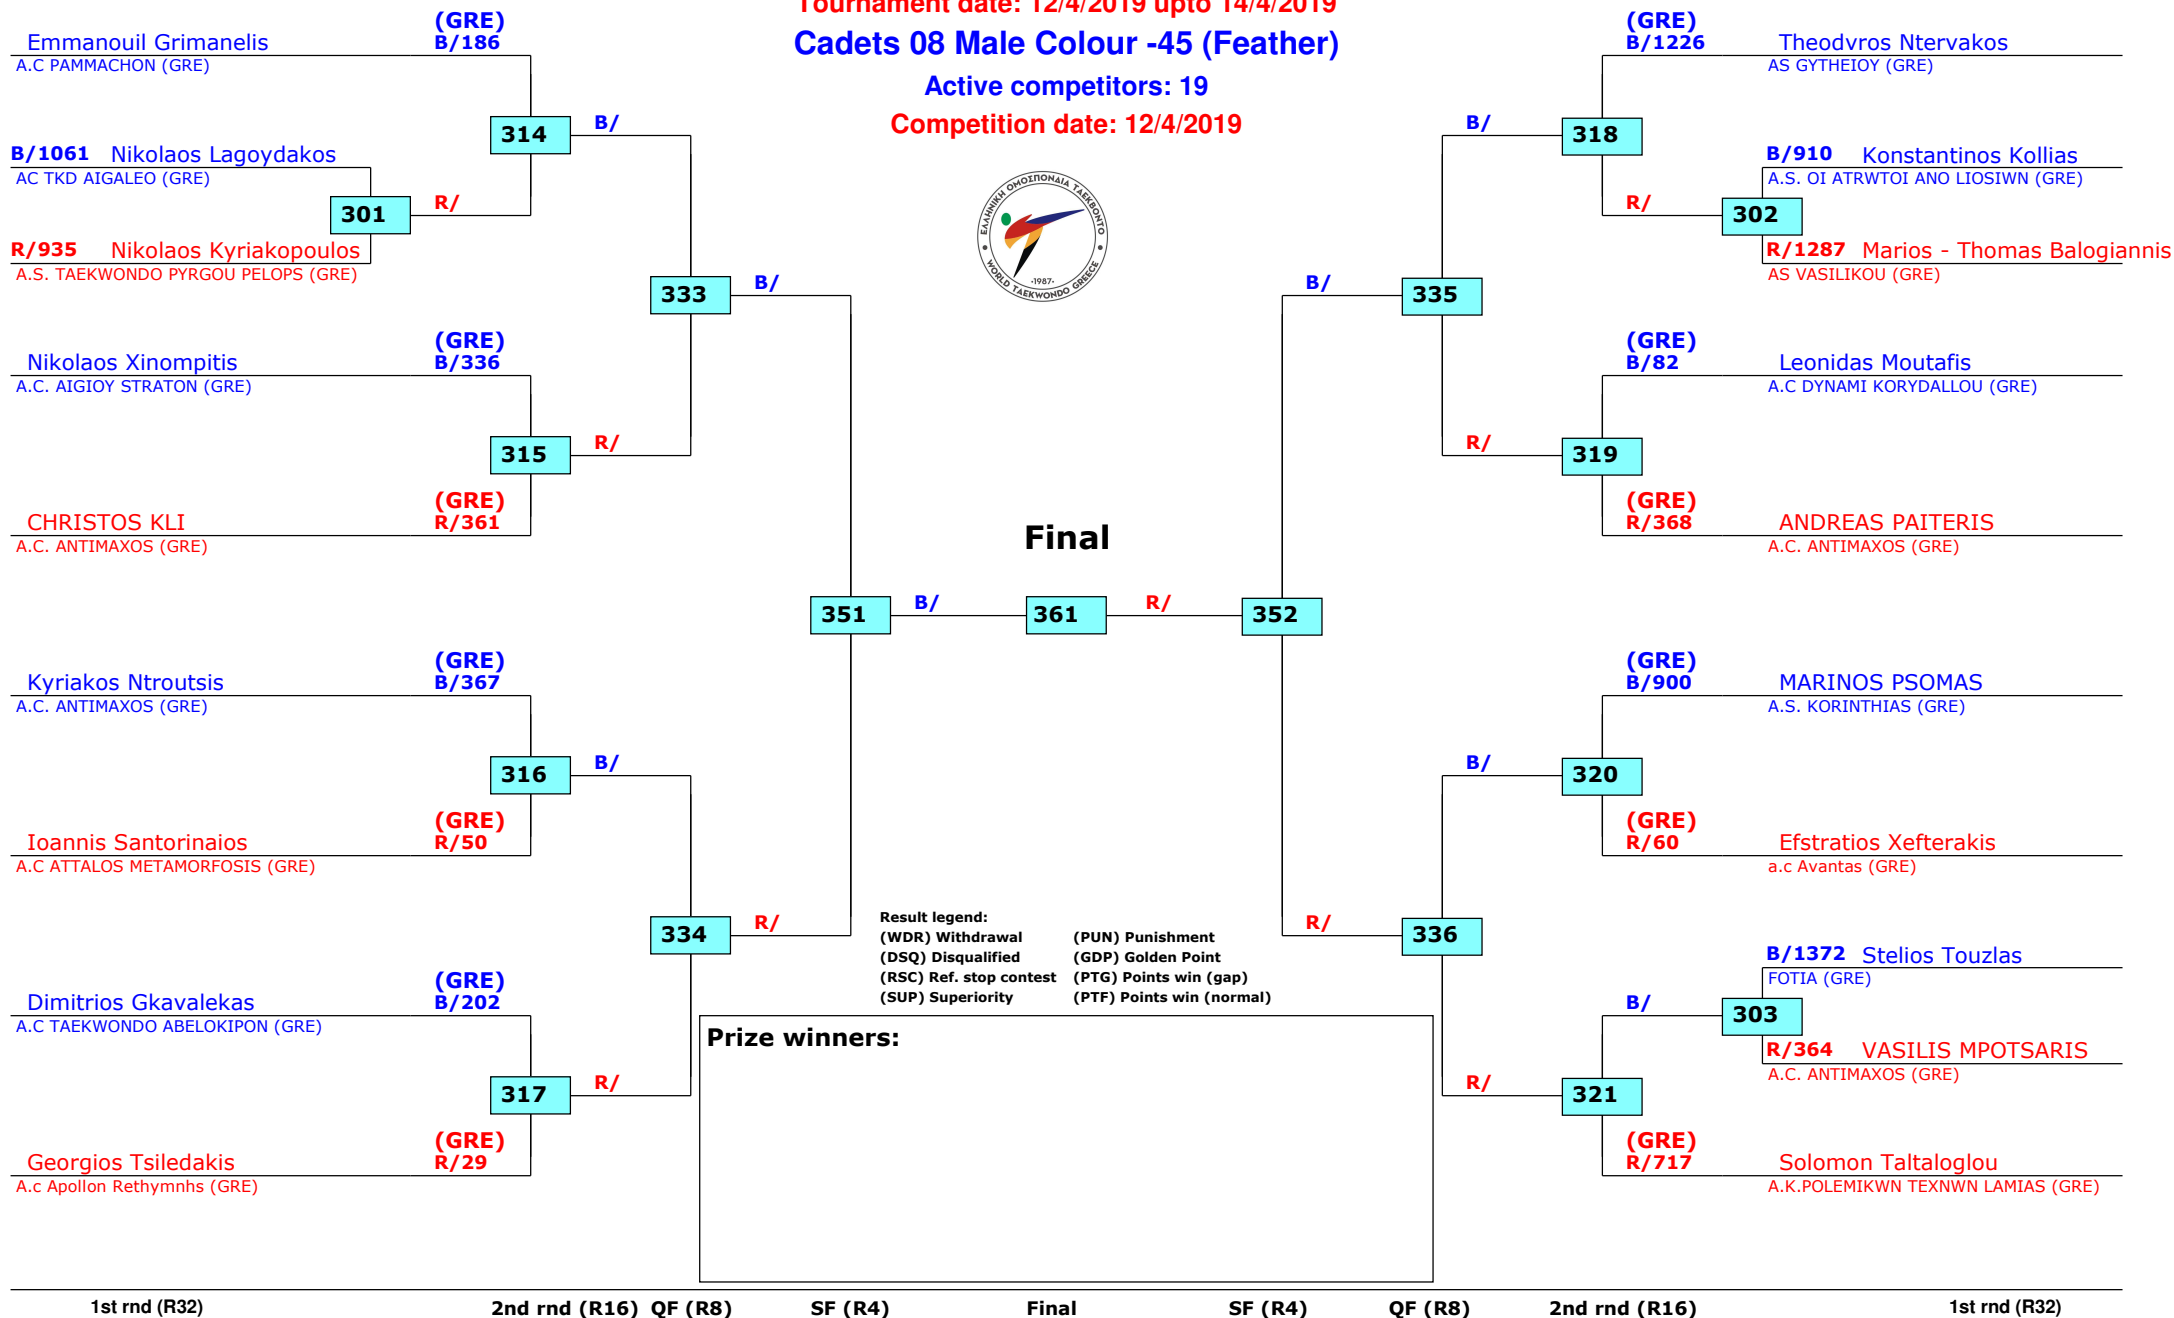 Tournament date: 12/4/2019 upto 14/4/2019
Cadets 08 Male Colour -45 (Feather)
Active competitors: 19
Competition date: 12/4/2019
ΕΛΛΗΝΙΚΗ ΟΜΟΣΠΟΝΔΙΑ ΤΑΕΚΒΟΝΤΟ
·1987·
WORLD TAEKWONDO GREECE
(GRE)
Emmanouil Grimanelis B/186
A.C PAMMACHON (GRE)
314 B/
B/1061 Nikolaos Lagoydakos
AC TKD AIGALEO (GRE)
301 R/
R/935 Nikolaos Kyriakopoulos
A.S. TAEKWONDO PYRGOU PELOPS (GRE)
333 B/
(GRE)
Nikolaos Xinompitis B/336
A.C. AIGIOY STRATON (GRE)
315 R/
(GRE)
CHRISTOS KLI R/361
A.C. ANTIMAXOS (GRE)
351 B/
(GRE)
Kyriakos Ntroutsis B/367
A.C. ANTIMAXOS (GRE)
316 B/
(GRE)
Ioannis Santorinaios R/50
A.C ATTALOS METAMORFOSIS (GRE)
334 R/
(GRE)
Dimitrios Gkavalekas B/202
A.C TAEKWONDO ABELOKIPON (GRE)
317 R/
(GRE)
Georgios Tsiledakis R/29
A.c Apollon Rethymnhs (GRE)
Final
361
(GRE)
B/1226 Theodvros Ntervakos
AS GYTHEIOY (GRE)
B/ 318
B/910 Konstantinos Kollias
A.S. OI ATRWTOI ANO LIOSIWN (GRE)
R/ 302
R/1287 Marios - Thomas Balogiannis
AS VASILIKOU (GRE)
B/ 335
(GRE)
B/82 Leonidas Moutafis
A.C DYNAMI KORYDALLOU (GRE)
R/ 319
(GRE)
R/368 ANDREAS PAITERIS
A.C. ANTIMAXOS (GRE)
R/ 352
(GRE)
B/900 MARINOS PSOMAS
A.S. KORINTHIAS (GRE)
B/ 320
(GRE)
R/60 Efstratios Xefterakis
a.c Avantas (GRE)
R/ 336
B/1372 Stelios Touzlas
FOTIA (GRE)
B/ 303
R/364 VASILIS MPOTSARIS
A.C. ANTIMAXOS (GRE)
R/ 321
(GRE)
R/717 Solomon Taltaloglou
A.K.POLEMIKWN TEXNWN LAMIAS (GRE)
Result legend:
(WDR) Withdrawal (PUN) Punishment
(DSQ) Disqualified (GDP) Golden Point
(RSC) Ref. stop contest (PTG) Points win (gap)
(SUP) Superiority (PTF) Points win (normal)
Prize winners:
1st rnd (R32) 2nd rnd (R16) QF (R8) SF (R4) Final SF (R4) QF (R8) 2nd rnd (R16) 1st rnd (R32)